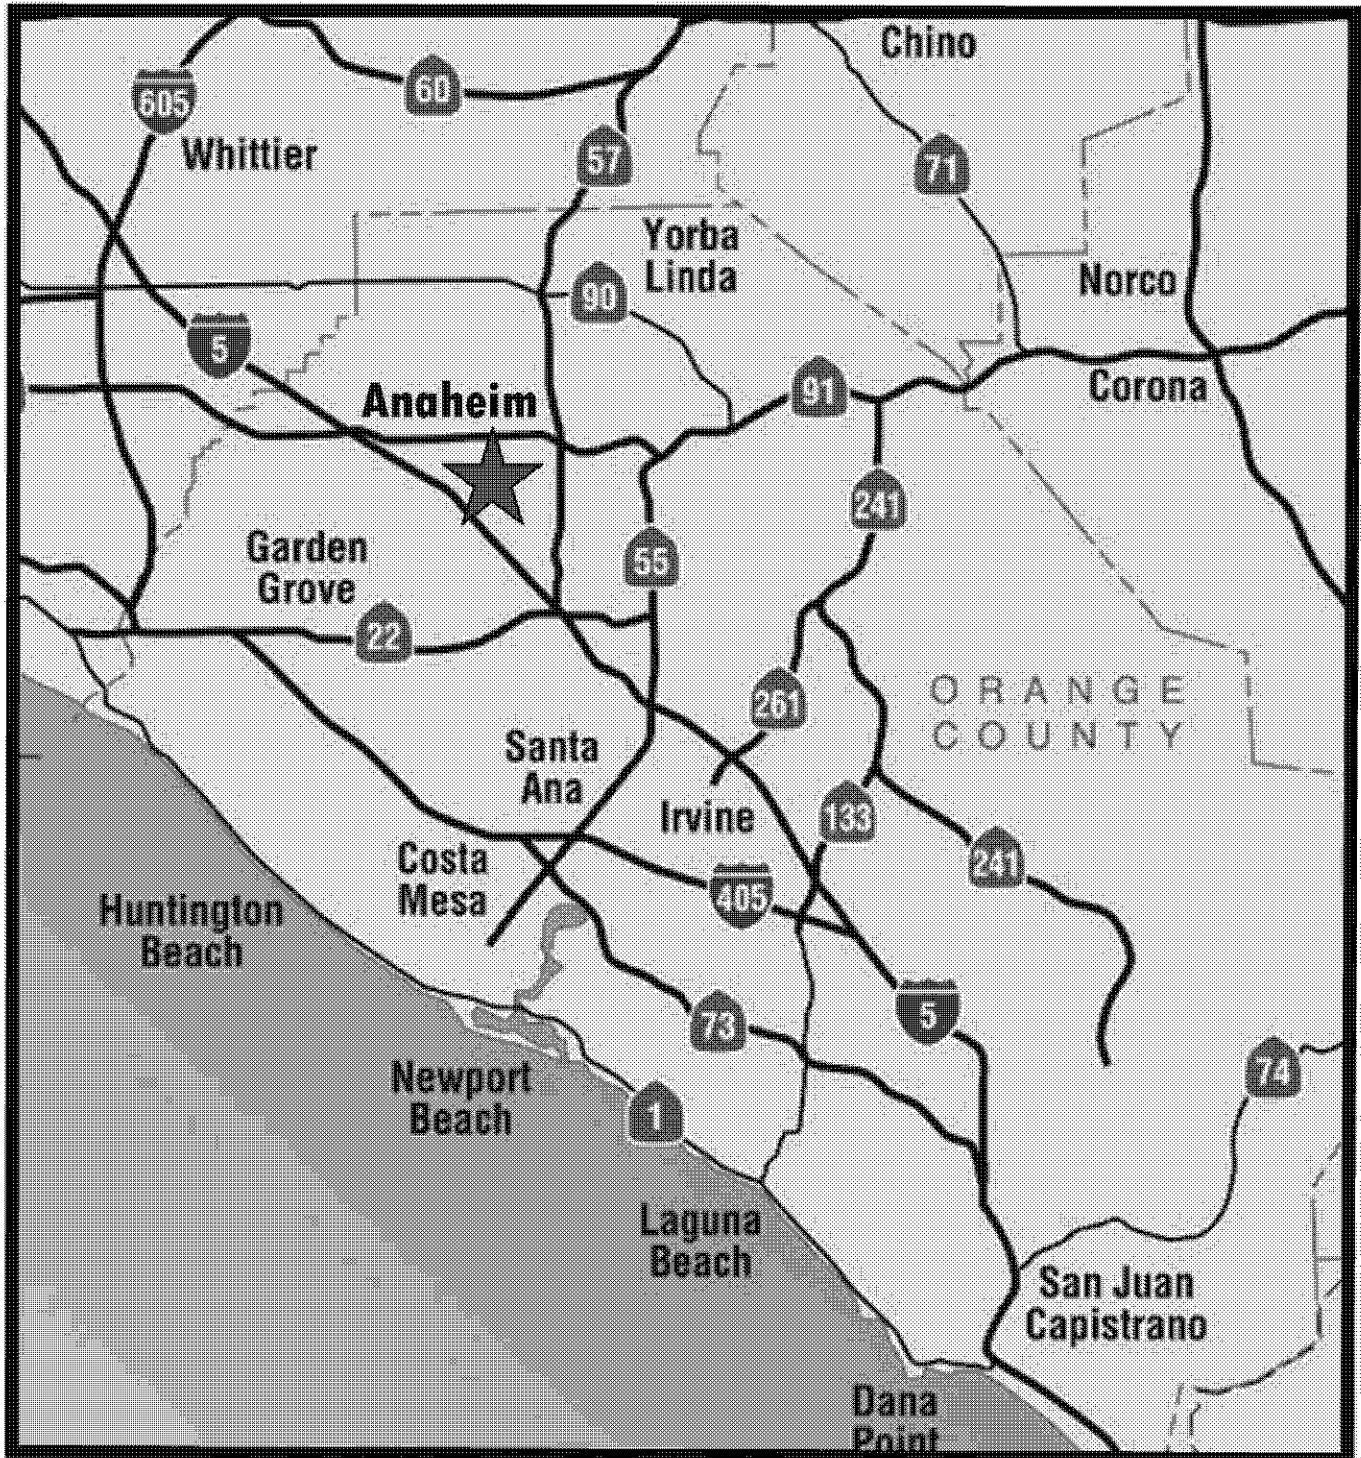 Chino
60
605
Whittier
57
71
Yorba
Linda
90
Norco
5
91
Corona
Anaheim
241
Garden
Grove
55
22
261
ORANGE
COUNTY
Santa
Ana
Irvine
133
Costa
Mesa
241
405
Huntington
Beach
5
73
74
Newport
Beach
1
Laguna
Beach
San Juan
Capistrano
Dana
Point